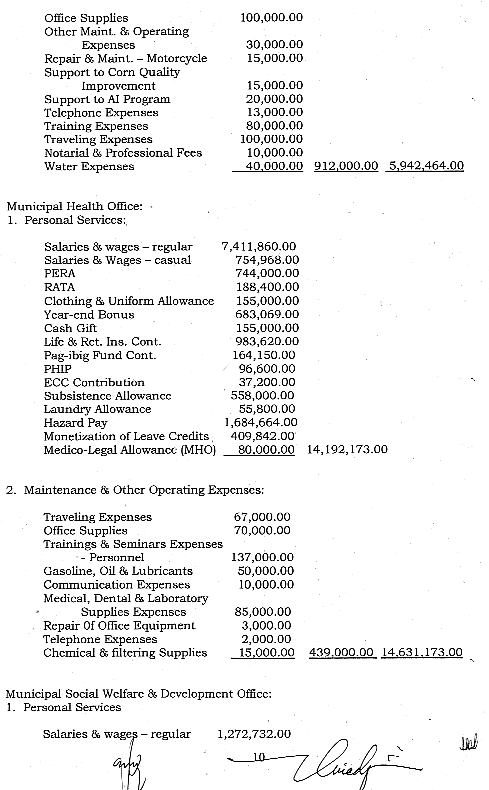 Office Supplies 100,000.00
Other Maint. & Operating
Expenses 30,000.00
Repair & Maint. – Motorcycle 15,000.00
Support to Corn Quality
Improvement 15,000.00
Support to AI Program 20,000.00
Telephone Expenses 13,000.00
Training Expenses 80,000.00
Traveling Expenses 100,000.00
Notarial & Professional Fees 10,000.00
Water Expenses 40,000.00 912,000.00 5,942,464.00
Municipal Health Office:
1. Personal Services:
Salaries & wages – regular 7,411,860.00
Salaries & Wages – casual 754,968.00
PERA 744,000.00
RATA 188,400.00
Clothing & Uniform Allowance 155,000.00
Year-end Bonus 683,069.00
Cash Gift 155,000.00
Life & Ret. Ins. Cont. 983,620.00
Pag-ibig Fund Cont. 164,150.00
PHIP 96,600.00
ECC Contribution 37,200.00
Subsistence Allowance 558,000.00
Laundry Allowance 55,800.00
Hazard Pay 1,684,664.00
Monetization of Leave Credits 409,842.00
Medico-Legal Allowance (MHO) 80,000.00 14,192,173.00
2. Maintenance & Other Operating Expenses:
Traveling Expenses 67,000.00
Office Supplies 70,000.00
Trainings & Seminars Expenses
- Personnel 137,000.00
Gasoline, Oil & Lubricants 50,000.00
Communication Expenses 10,000.00
Medical, Dental & Laboratory
Supplies Expenses 85,000.00
Repair Of Office Equipment 3,000.00
Telephone Expenses 2,000.00
Chemical & filtering Supplies 15,000.00 439,000.00 14,631,173.00
Municipal Social Welfare & Development Office:
1. Personal Services
Salaries & wages – regular 1,272,732.00
10